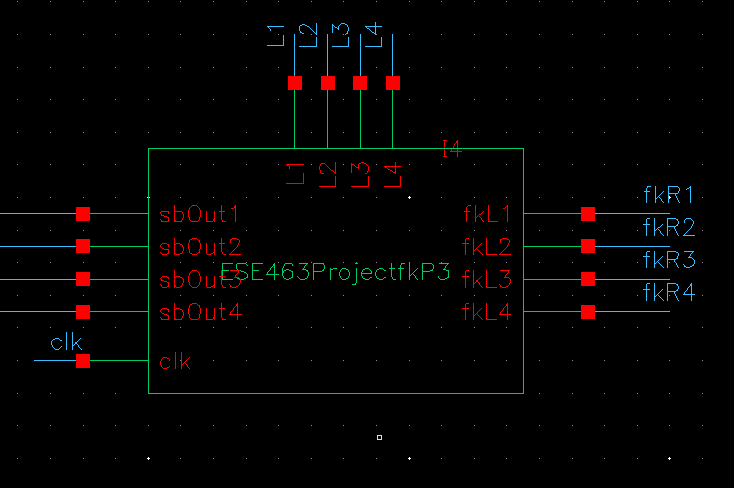 L1 L2 L3 L4
I4
L1 L2 L3 L4
fkR1
sbOut1 fkL1
fkR2
sbOut2 fkL2
fkR3
ESE463ProjectfkP3
sbOut3 fkL3
fkR4
sbOut4 fkL4
clk
clk